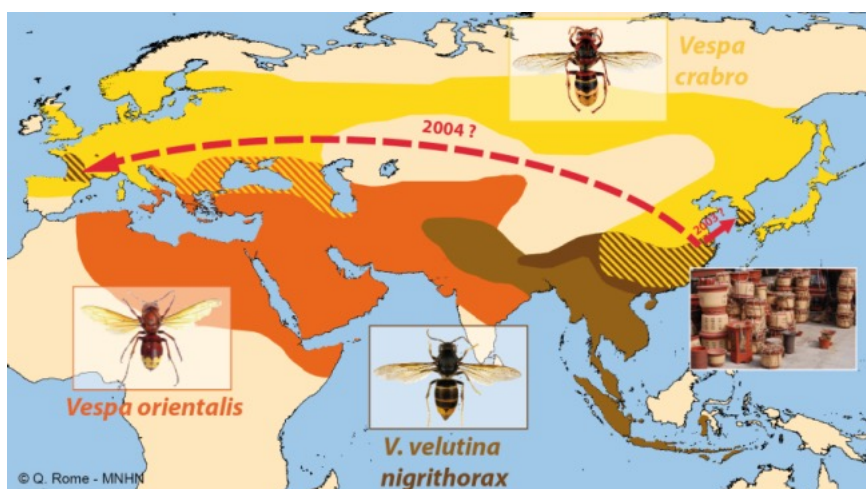 Vespa
crabro
2004 ?
2003 ?
Vespa orientalis
V. velutina
nigrithorax
© Q. Rome - MNHN